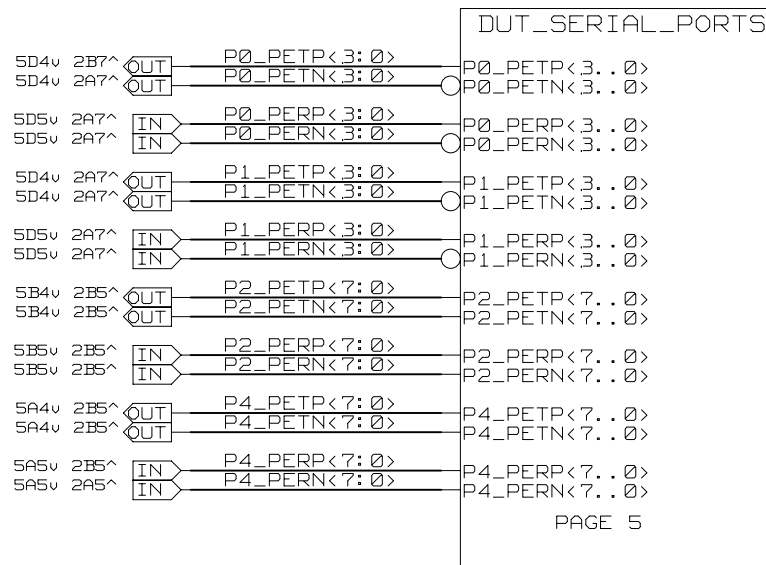 DUT_SERIAL_PORTS
5D4v 2B7^ OUT P0_PETP<3:0> P0_PETP<3..0>
5D4v 2A7^ OUT P0_PETN<3:0> P0_PETN<3..0>
5D5v 2A7^ IN P0_PERP<3:0> P0_PERP<3..0>
5D5v 2A7^ IN P0_PERN<3:0> P0_PERN<3..0>
5D4v 2A7^ OUT P1_PETP<3:0> P1_PETP<3..0>
5D4v 2A7^ OUT P1_PETN<3:0> P1_PETN<3..0>
5D5v 2A7^ IN P1_PERP<3:0> P1_PERP<3..0>
5D5v 2A7^ IN P1_PERN<3:0> P1_PERN<3..0>
5B4v 2B5^ OUT P2_PETP<7:0> P2_PETP<7..0>
5B4v 2B5^ OUT P2_PETN<7:0> P2_PETN<7..0>
5B5v 2B5^ IN P2_PERP<7:0> P2_PERP<7..0>
5B5v 2B5^ IN P2_PERN<7:0> P2_PERN<7..0>
5A4v 2B5^ OUT P4_PETP<7:0> P4_PETP<7..0>
5A4v 2B5^ OUT P4_PETN<7:0> P4_PETN<7..0>
5A5v 2B5^ IN P4_PERP<7:0> P4_PERP<7..0>
5A5v 2A5^ IN P4_PERN<7:0> P4_PERN<7..0>
PAGE 5